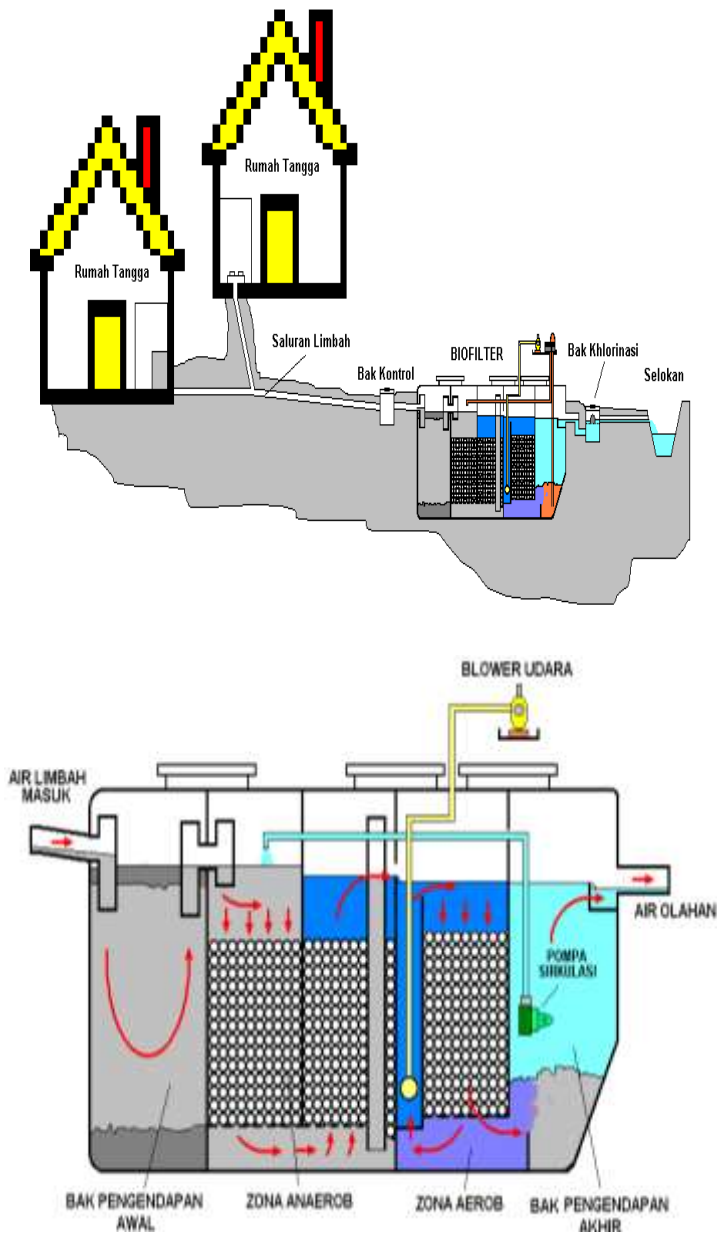 Rumah Tangga
Rumah Tangga
Saluran Limbah
Bak Kontrol
BIOFILTER
Bak Khlorinasi
Selokan
BLOWER UDARA
AIR LIMBAH
MASUK
AIR OLAHAN
POMPA
SIRKULASI
BAK PENGENDAPAN
AWAL
ZONA ANAEROB
ZONA AEROB
BAK PENGENDAPAN
AKHIR